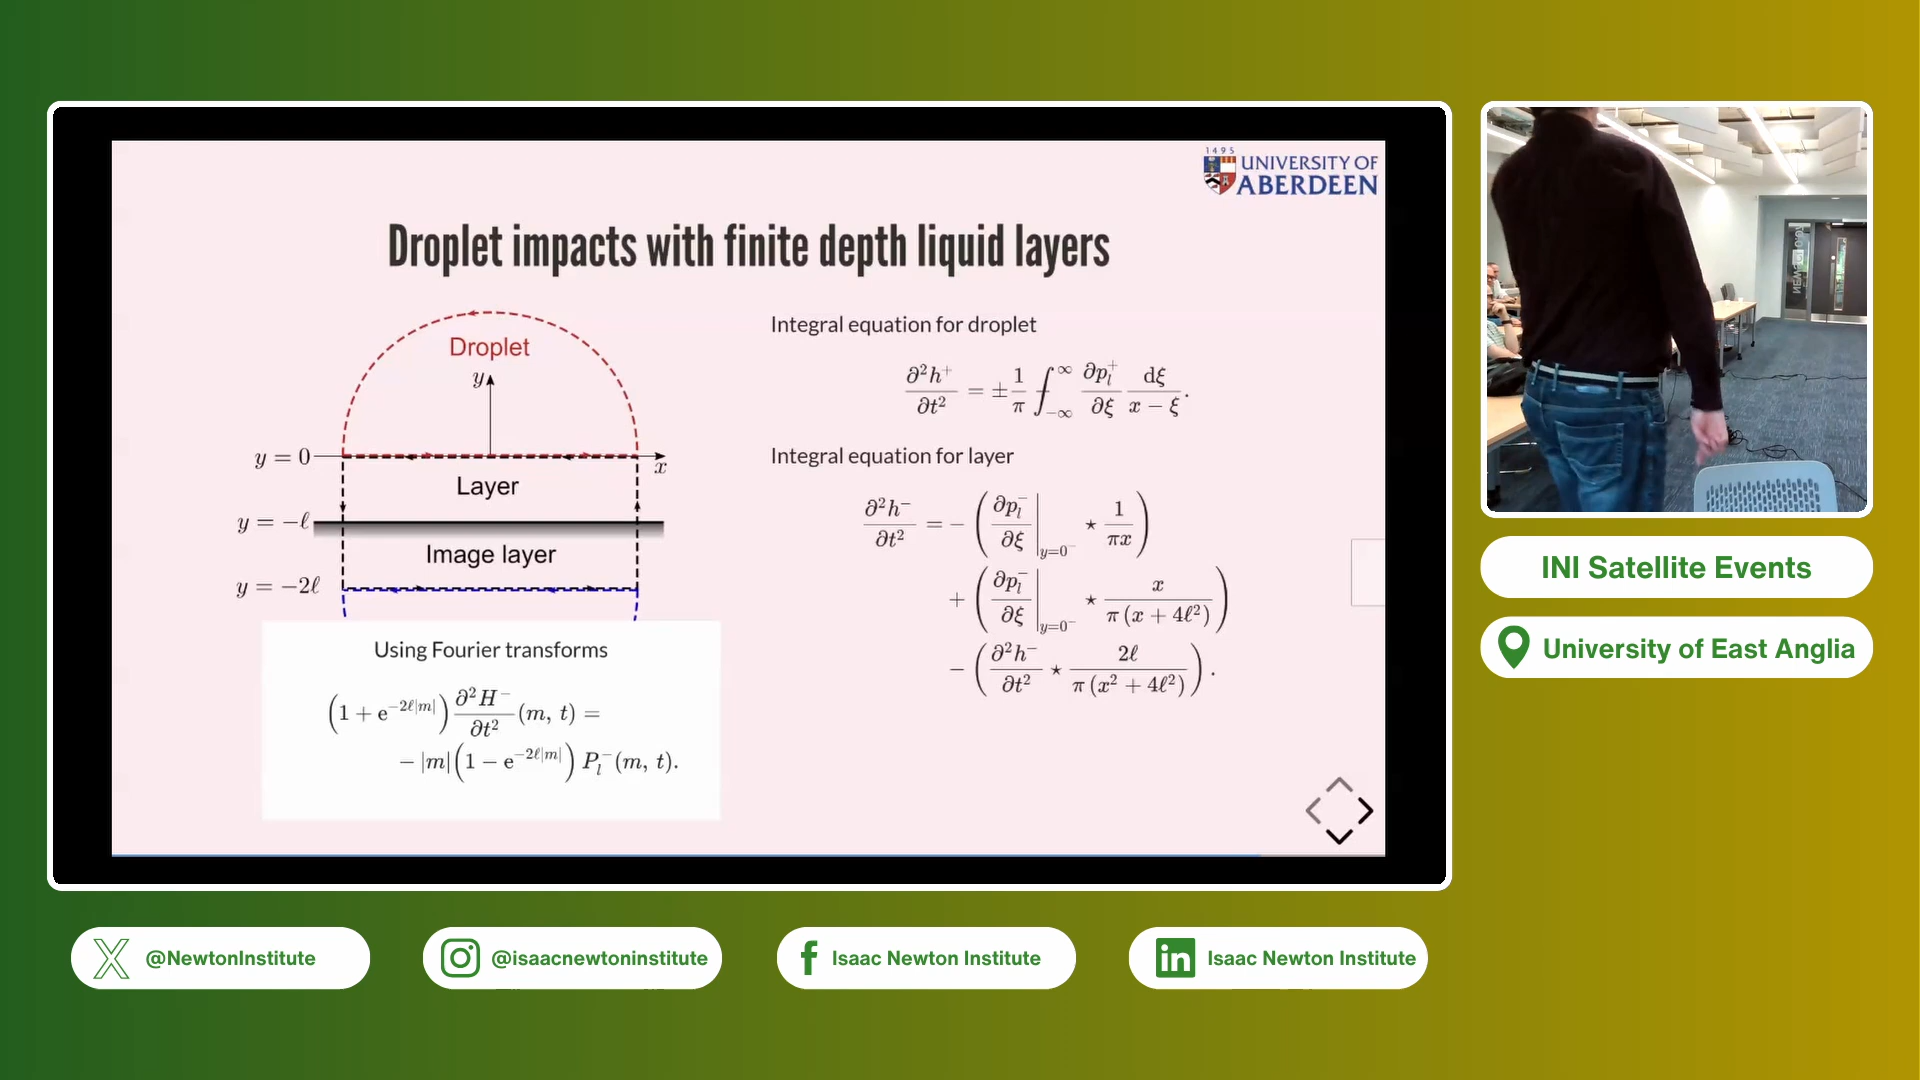 1495
UNIVERSITY OF
ABERDEEN
Droplet impacts with finite depth liquid layers
Droplet
y
y = 0
x
Layer
y = −ℓ
Image layer
y = −2ℓ
Using Fourier transforms
(1 + e^{−2ℓ|m|}) ∂²H⁻/∂t² (m, t) =
− |m|(1 − e^{−2ℓ|m|}) P_l⁻(m, t).
Integral equation for droplet
∂²h⁺/∂t² = ± 1/π ⨍_{−∞}^{∞} ∂p_l⁺/∂ξ dξ/(x − ξ).
Integral equation for layer
∂²h⁻/∂t² = − (∂p_l⁻/∂ξ |_{y=0⁻} ⋆ 1/(πx))
+ (∂p_l⁻/∂ξ |_{y=0⁻} ⋆ x/(π(x + 4ℓ²)))
− (∂²h⁻/∂t² ⋆ 2ℓ/(π(x² + 4ℓ²))).
INI Satellite Events
University of East Anglia
@NewtonInstitute
@isaacnewtoninstitute
Isaac Newton Institute
Isaac Newton Institute